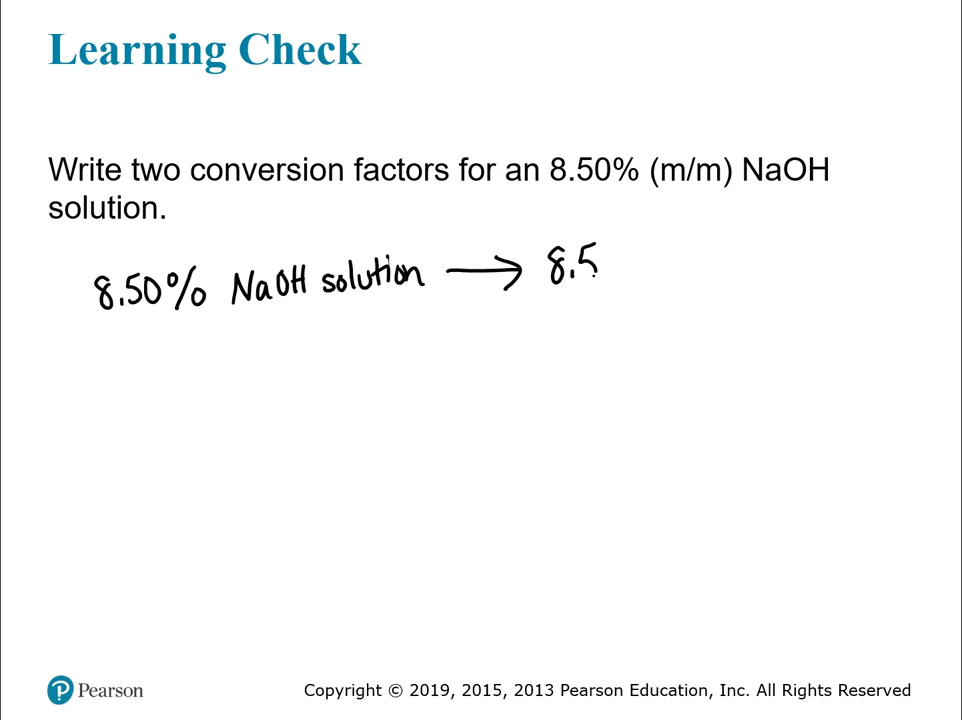 Learning Check
Write two conversion factors for an 8.50% (m/m) NaOH
solution.
8.50% NaOH solution → 8.5
Pearson
Copyright © 2019, 2015, 2013 Pearson Education, Inc. All Rights Reserved